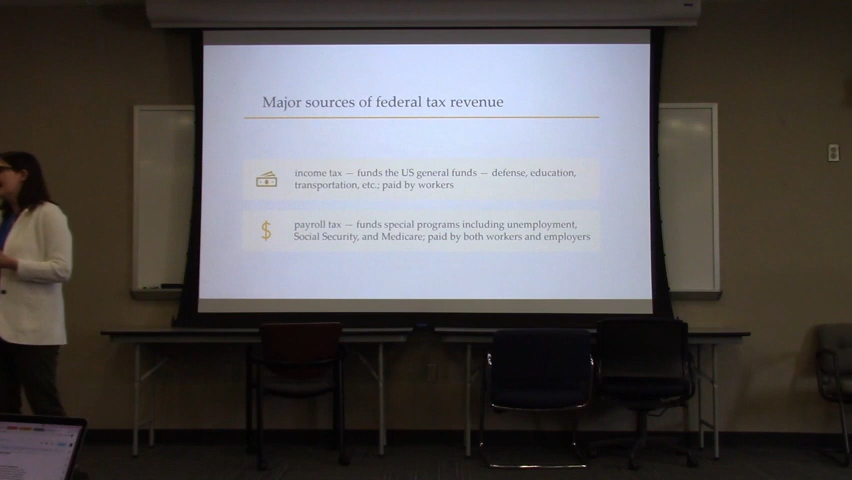 Major sources of federal tax revenue
income tax — funds the US general funds — defense, education,
transportation, etc.; paid by workers
payroll tax — funds special programs including unemployment,
Social Security, and Medicare; paid by both workers and employers